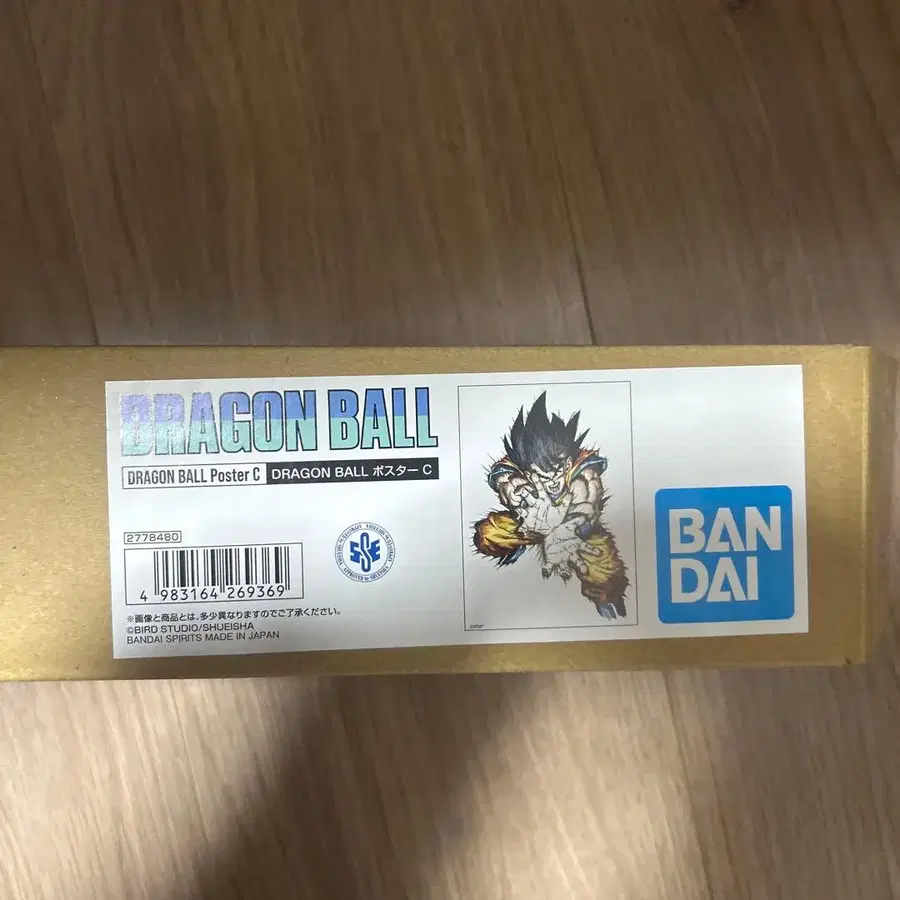 DRAGON BALL
DRAGON BALL Poster C DRAGON BALL ポスター C
2778480
4 983164 269369
※画像と商品とは、多少異なりますのでご了承ください。
©BIRD STUDIO/SHUEISHA
BANDAI SPIRITS MADE IN JAPAN
BAN
DAI